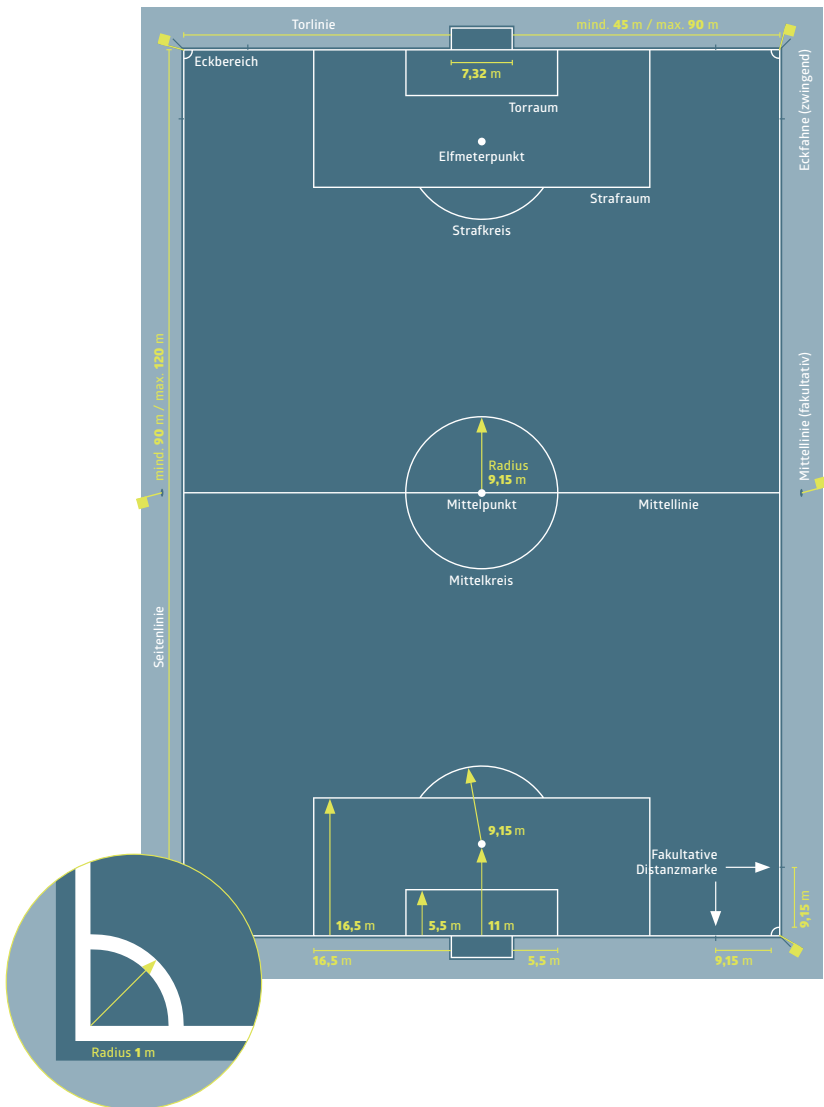 Torlinie
mind. 45 m / max. 90 m
Eckbereich
7,32 m
Torraum
Eckfahne (zwingend)
Elfmeterpunkt
Strafraum
Strafkreis
mind. 90 m / max. 120 m
Mittellinie (fakultativ)
Radius
9,15 m
Mittelpunkt
Mittellinie
Mittelkreis
Seitenlinie
9,15 m
Fakultative
Distanzmarke
9,15 m
16,5 m
5,5 m
11 m
16,5 m
5,5 m
9,15 m
Radius 1 m